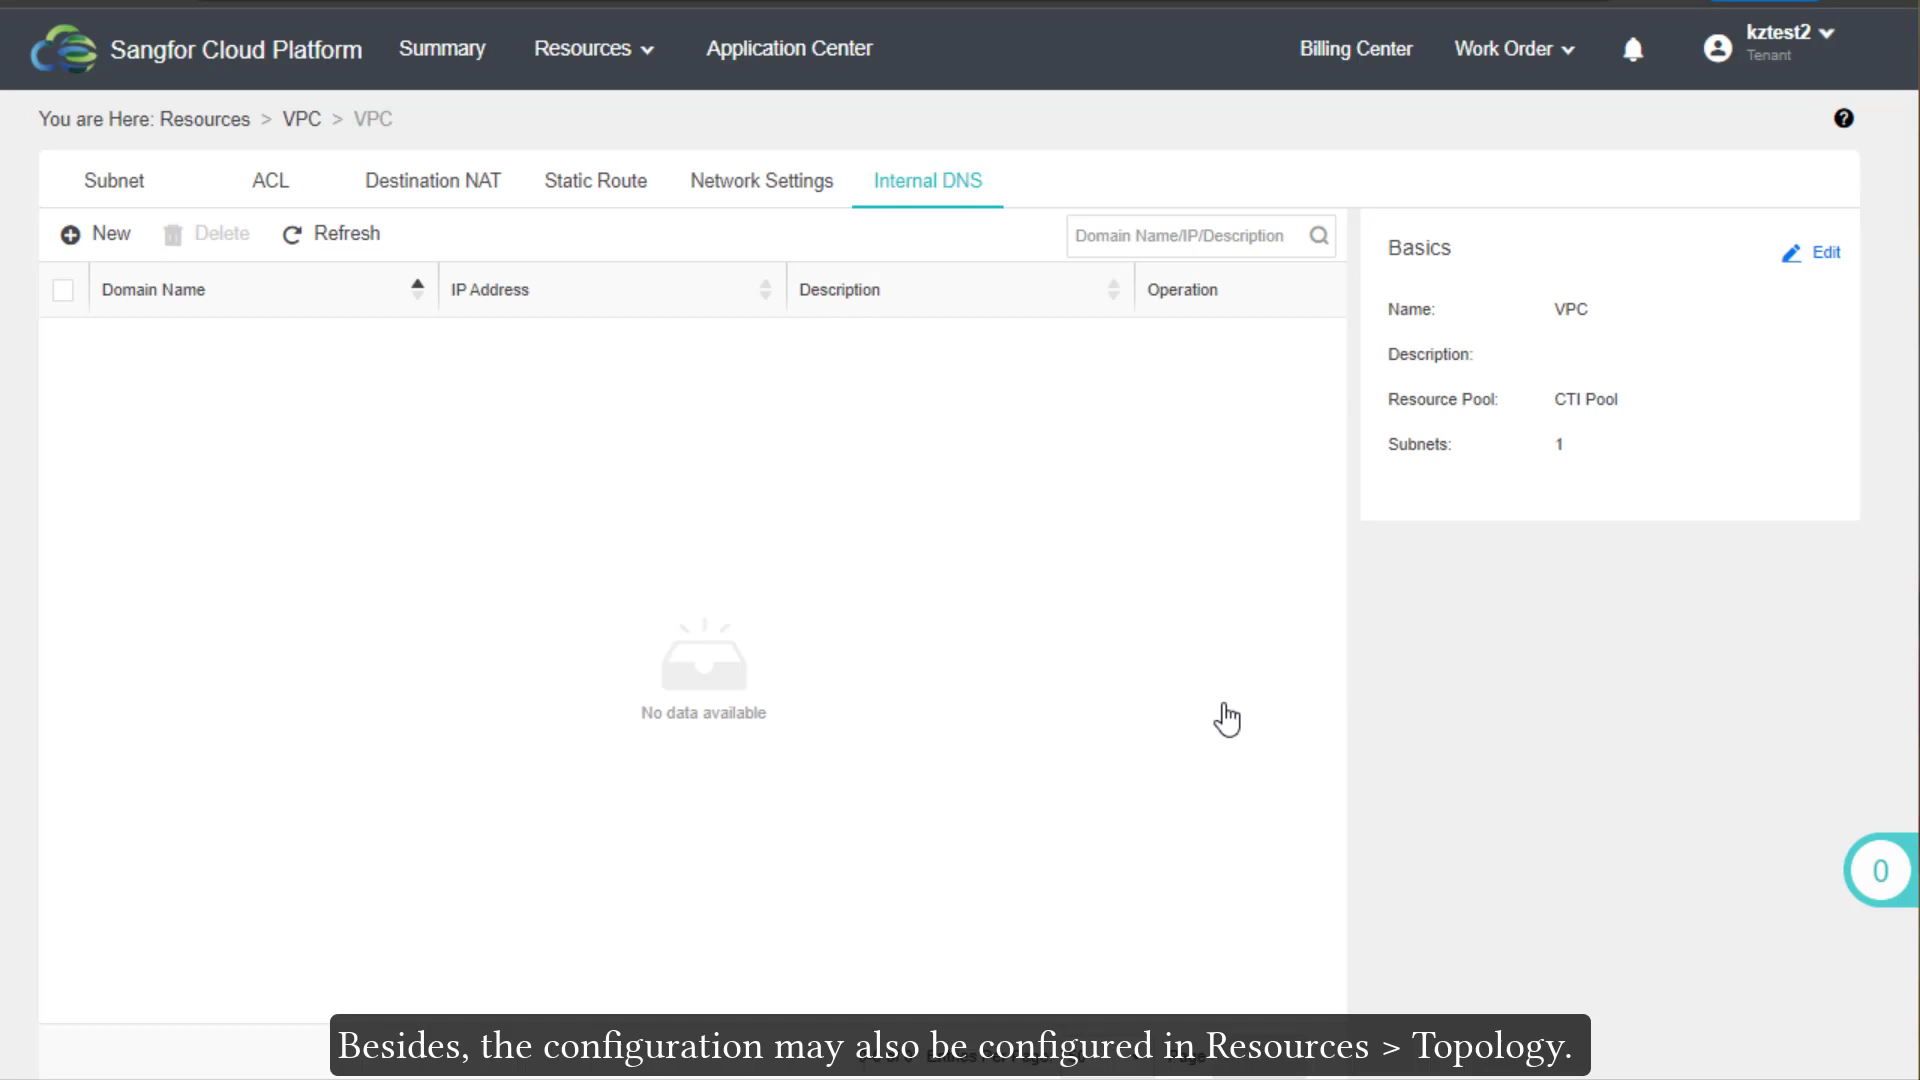 Sangfor Cloud Platform Summary Resources Application Center Billing Center Work Order kztest2
Tenant
You are Here: Resources > VPC > VPC
Subnet ACL Destination NAT Static Route Network Settings Internal DNS
New Delete Refresh Domain Name/IP/Description
Domain Name IP Address Description Operation
No data available
Basics Edit
Name: VPC
Description:
Resource Pool: CTI Pool
Subnets: 1
0
Besides, the configuration may also be configured in Resources > Topology.